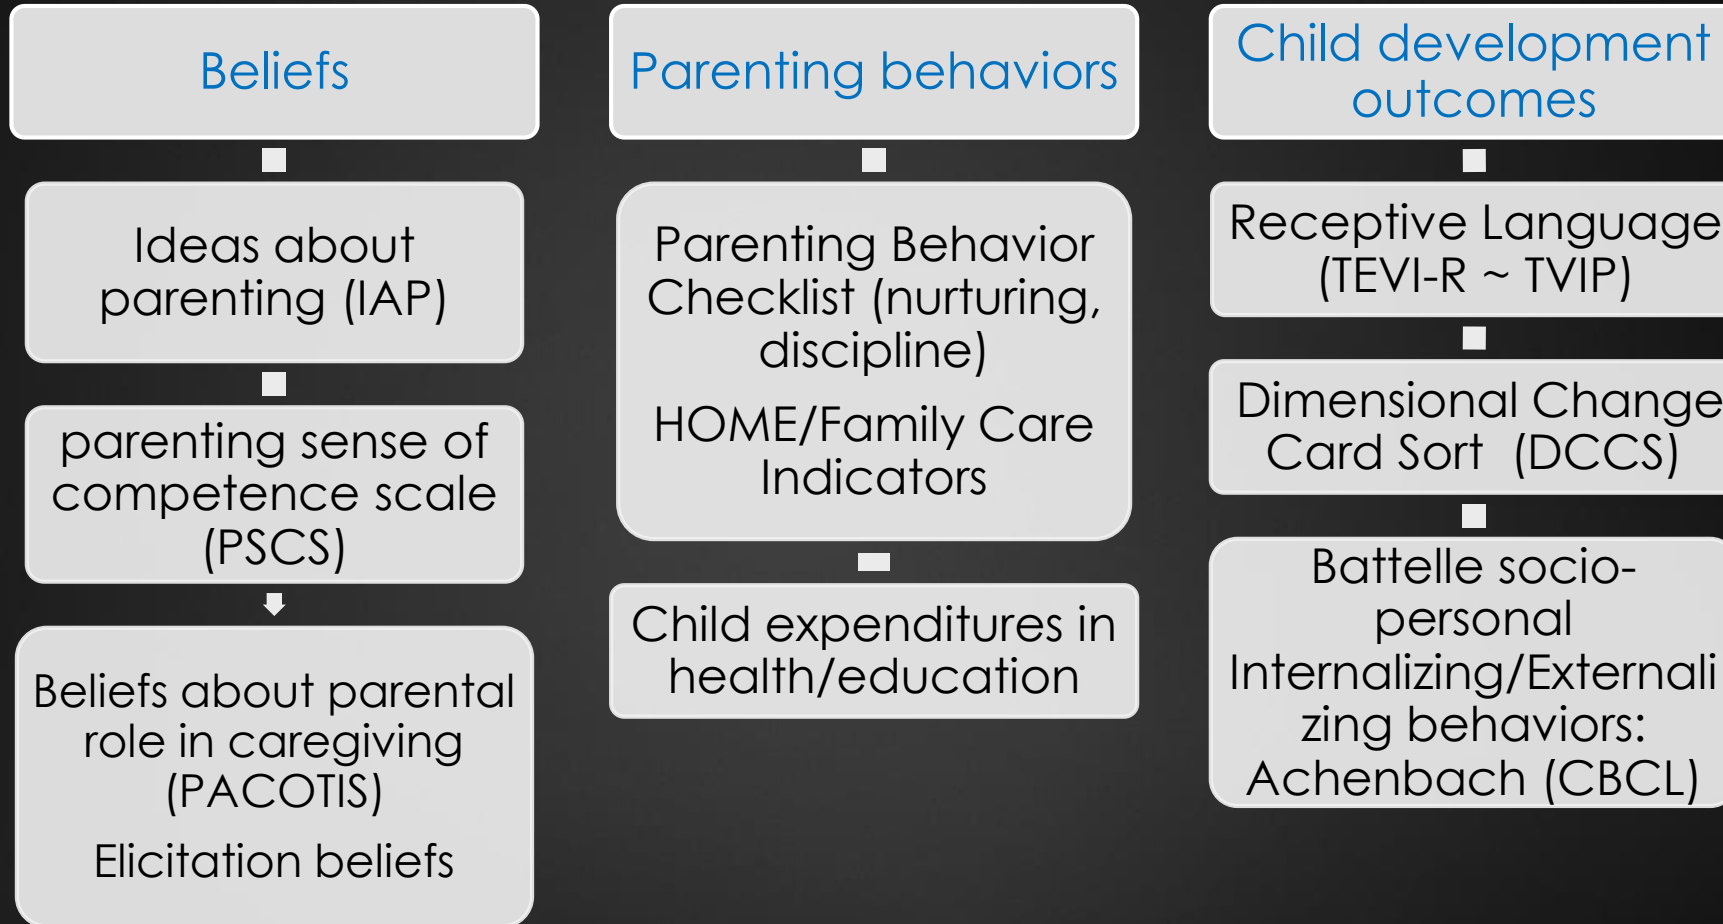 Beliefs
Ideas about
parenting (IAP)
parenting sense of
competence scale
(PSCS)
Beliefs about parental
role in caregiving
(PACOTIS)
Elicitation beliefs
Parenting behaviors
Parenting Behavior
Checklist (nurturing,
discipline)
HOME/Family Care
Indicators
Child expenditures in
health/education
Child development
outcomes
Receptive Language
(TEVI-R ~ TVIP)
Dimensional Change
Card Sort (DCCS)
Battelle socio-
personal
Internalizing/Externali
zing behaviors:
Achenbach (CBCL)